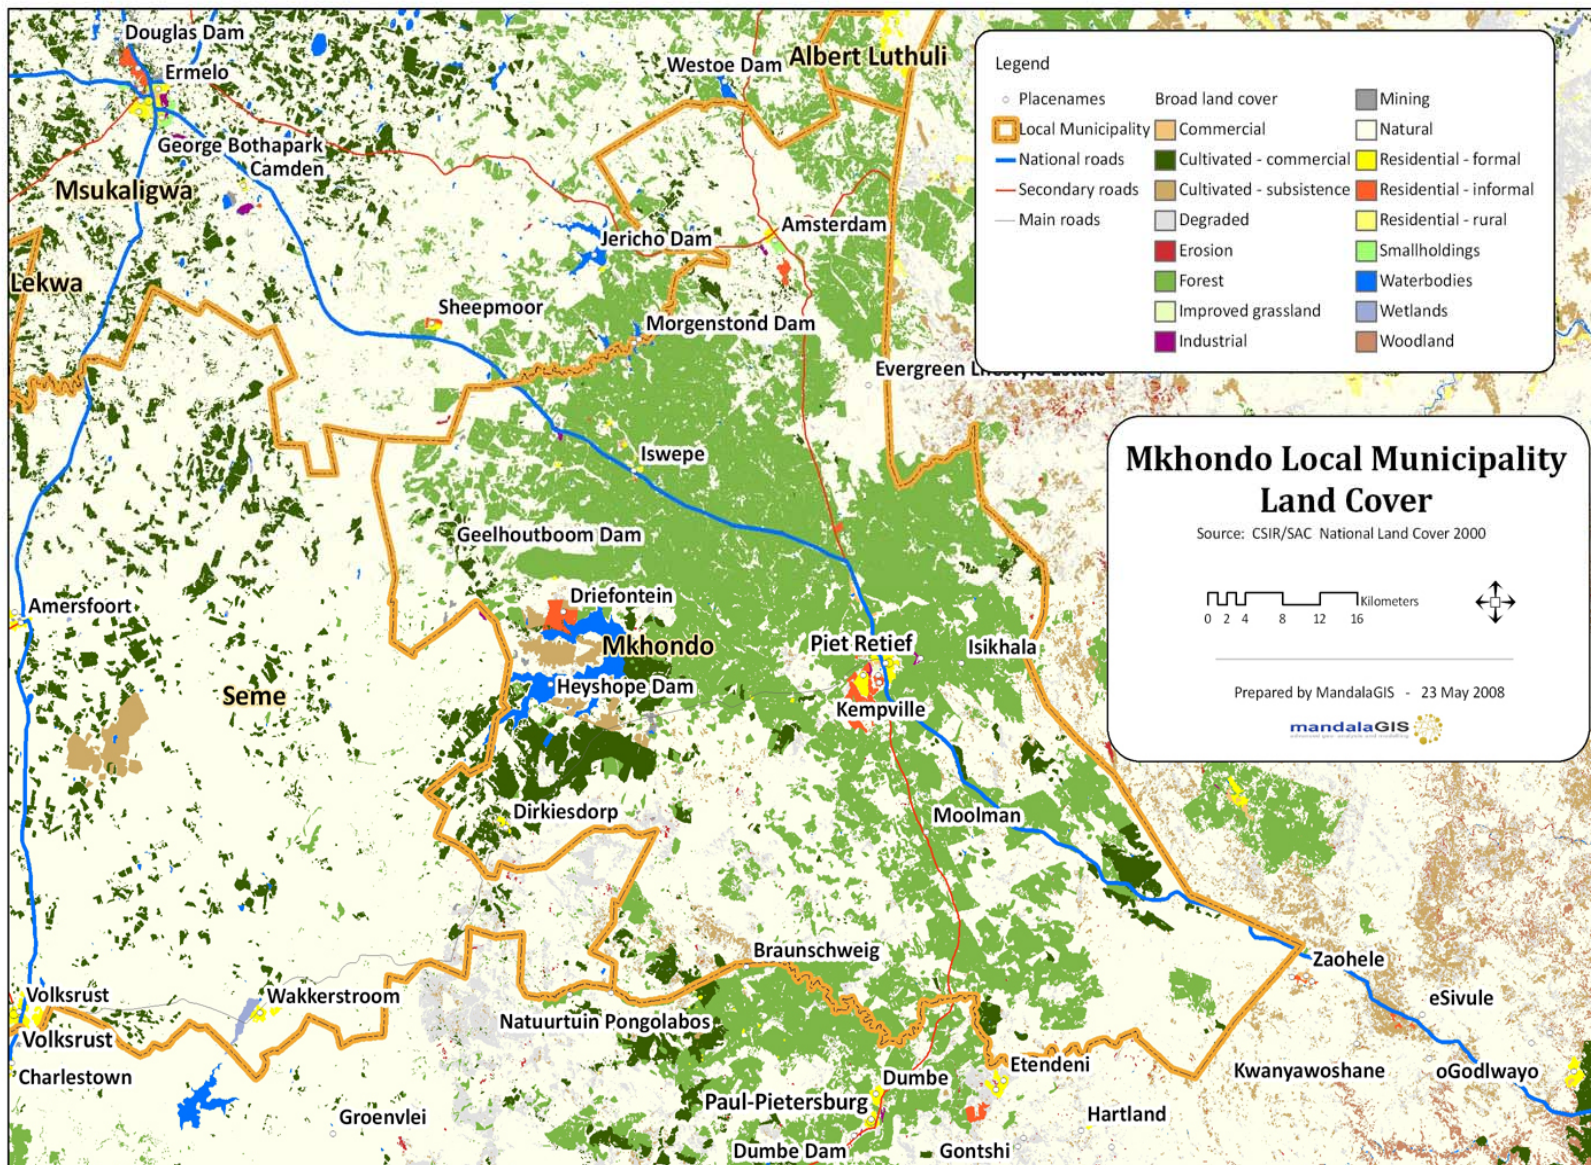 Douglas Dam
Ermelo
Westoe Dam
Albert Luthuli
George Bothapark
Camden
Msukaligwa
Lekwa
Jericho Dam
Amsterdam
Sheepmoor
Morgenstond Dam
Evergreen Lifestyle Estate
Iswepe
Geelhoutboom Dam
Amersfoort
Driefontein
Mkhondo
Piet Retief
Isikhala
Seme
Heyshope Dam
Kempville
Dirkiesdorp
Moolman
Braunschweig
Zaohele
Volksrust
Wakkerstroom
eSivule
Natuurtuin Pongolabos
Volksrust
Charlestown
Etendeni
Kwanyawoshane
oGodlwayo
Dumbe
Paul-Pietersburg
Groenvlei
Hartland
Dumbe Dam
Gontshi
Legend
Placenames
Local Municipality
National roads
Secondary roads
Main roads
Broad land cover
Commercial
Cultivated - commercial
Cultivated - subsistence
Degraded
Erosion
Forest
Improved grassland
Industrial
Mining
Natural
Residential - formal
Residential - informal
Residential - rural
Smallholdings
Waterbodies
Wetlands
Woodland
Mkhondo Local Municipality
Land Cover
Source: CSIR/SAC National Land Cover 2000
Kilometers
0 2 4 8 12 16
Prepared by MandalaGIS - 23 May 2008
mandalaGIS